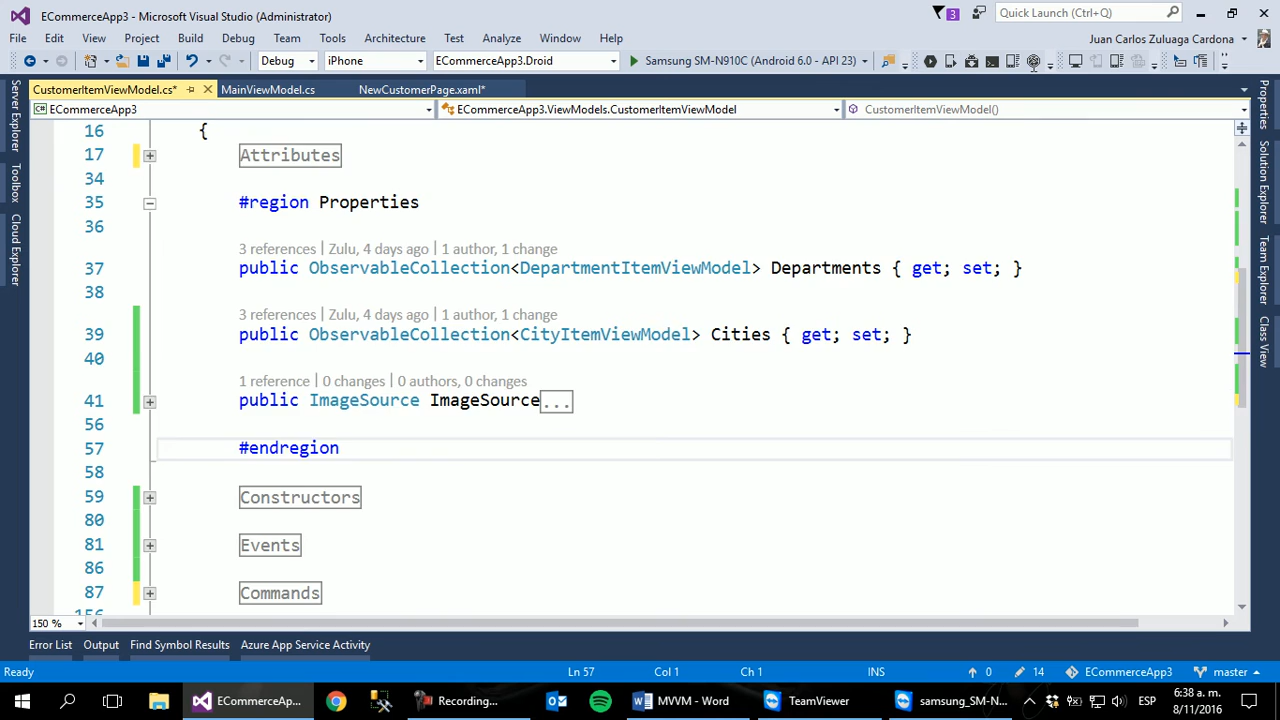 ECommerceApp3 - Microsoft Visual Studio (Administrator)
3
Quick Launch (Ctrl+Q)
File Edit View Project Build Debug Team Tools Architecture Test Analyze Window Help
Juan Carlos Zuluaga Cardona
Debug iPhone ECommerceApp3.Droid Samsung SM-N910C (Android 6.0 - API 23)
CustomerItemViewModel.cs* MainViewModel.cs NewCustomerPage.xaml*
ECommerceApp3 ECommerceApp3.ViewModels.CustomerItemViewModel CustomerItemViewModel()
Server Explorer
Toolbox
Cloud Explorer
16 {
17 Attributes
34
35 #region Properties
36
3 references | Zulu, 4 days ago | 1 author, 1 change
37 public ObservableCollection<DepartmentItemViewModel> Departments { get; set; }
38
3 references | Zulu, 4 days ago | 1 author, 1 change
39 public ObservableCollection<CityItemViewModel> Cities { get; set; }
40
1 reference | 0 changes | 0 authors, 0 changes
41 public ImageSource ImageSource...
56
57 #endregion
58
59 Constructors
80
81 Events
86
87 Commands
156
Properties
Solution Explorer
Team Explorer
Class View
150 %
Error List Output Find Symbol Results Azure App Service Activity
Ready Ln 57 Col 1 Ch 1 INS 0 14 ECommerceApp3 master
ECommerceAp... Recording... MVVM - Word TeamViewer samsung_SM-N... ESP 6:38 a. m.
8/11/2016